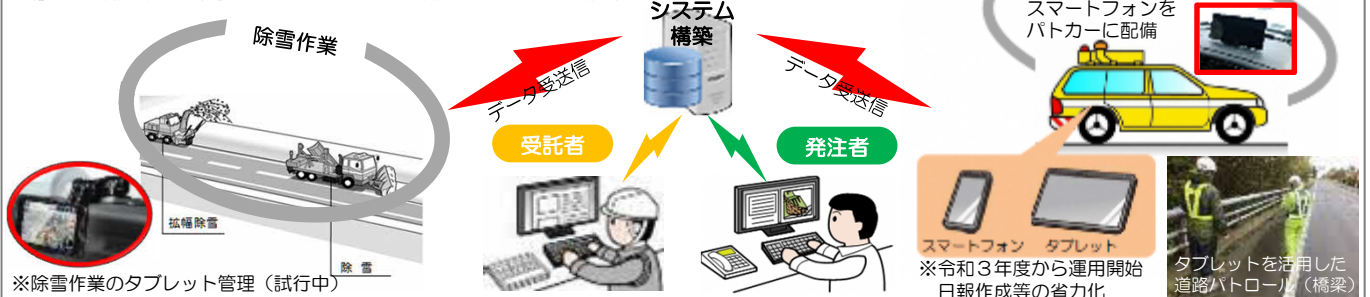 除雪作業
拡幅除雪
除雪
※除雪作業のタブレット管理（試行中）
システム
構築
データ受送信
データ受送信
受託者
発注者
スマートフォンを
パトカーに配備
スマートフォン
タブレット
※令和３年度から運用開始
日報作成等の省力化
タブレットを活用した
道路パトロール（橋梁）